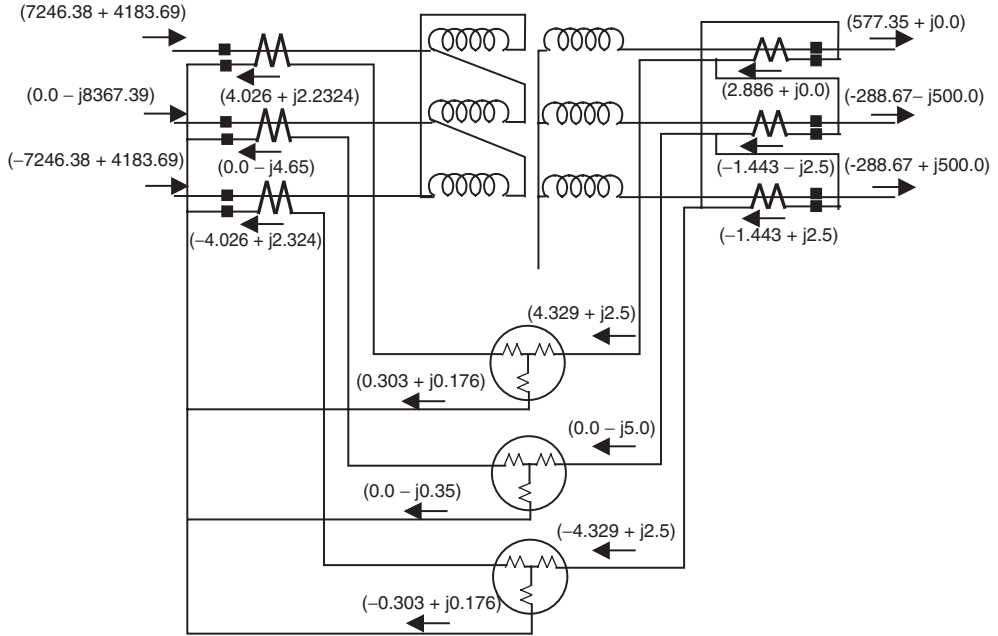 (7246.38 + 4183.69)
(577.35 + j0.0)
(4.026 + j2.2324)
(2.886 + j0.0)
(0.0 − j8367.39)
(-288.67− j500.0)
(0.0 − j4.65)
(−1.443 − j2.5)
(−7246.38 + 4183.69)
(-288.67 + j500.0)
(−4.026 + j2.324)
(−1.443 + j2.5)
(4.329 + j2.5)
(0.303 + j0.176)
(0.0 − j5.0)
(0.0 − j0.35)
(−4.329 + j2.5)
(−0.303 + j0.176)